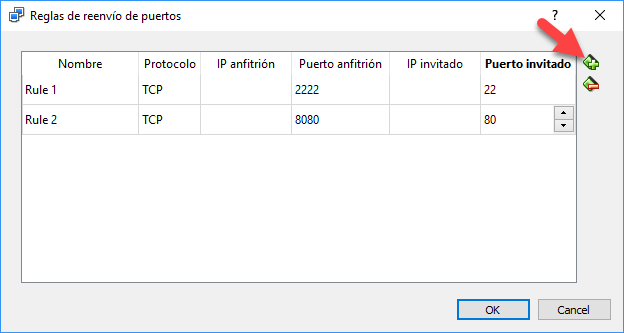 Reglas de reenvío de puertos
Nombre Protocolo IP anfitrión Puerto anfitrión IP invitado Puerto invitado
Rule 1 TCP 2222 22
Rule 2 TCP 8080 80
OK Cancel